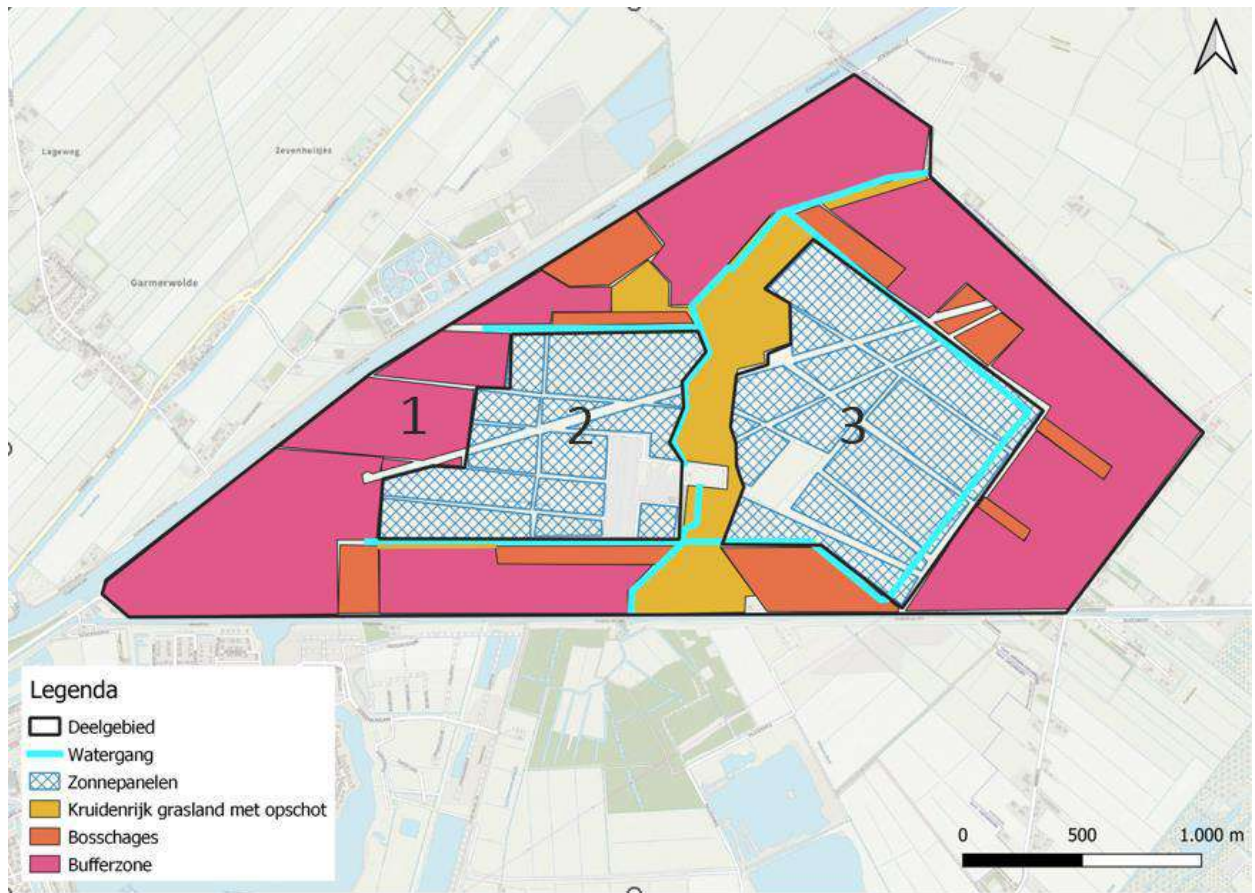 Lageweg
Zevenhuisjes
Garmerwolde
1
2
3
Legenda
Deelgebied
Watergang
Zonnepanelen
Kruidenrijk grasland met opschot
Bosschages
Bufferzone
0 500 1.000 m